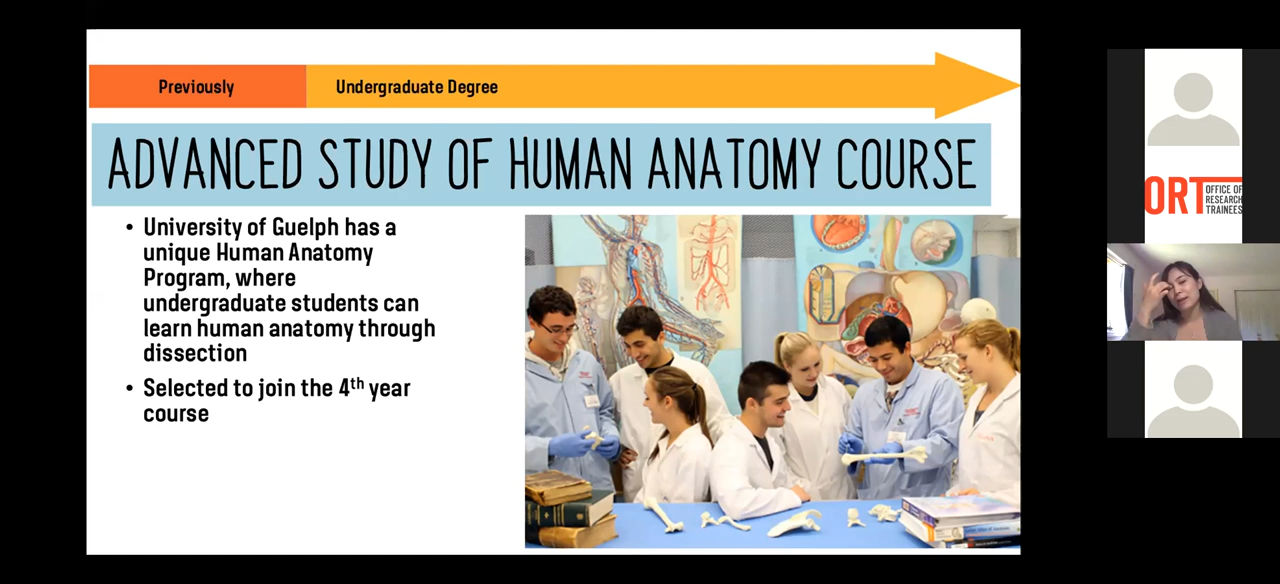 Previously
Undergraduate Degree
ADVANCED STUDY OF HUMAN ANATOMY COURSE
• University of Guelph has a
unique Human Anatomy
Program, where
undergraduate students can
learn human anatomy through
dissection
• Selected to join the 4th year
course
ORT
OFFICE OF
RESEARCH
TRAINEES